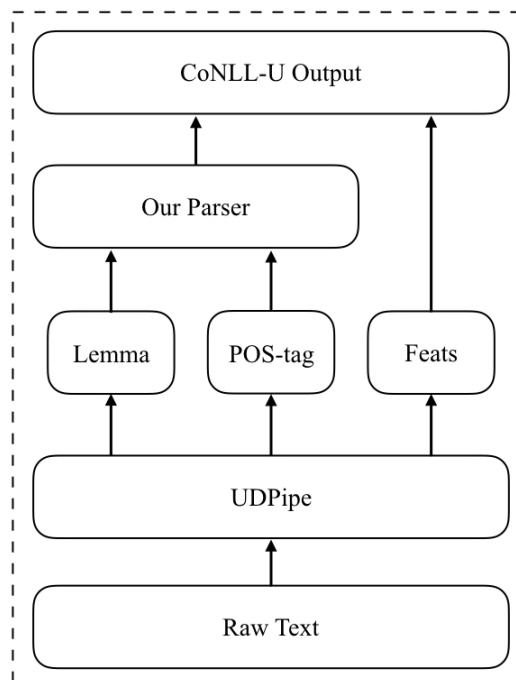 CoNLL-U Output
Our Parser
Lemma
POS-tag
Feats
UDPipe
Raw Text